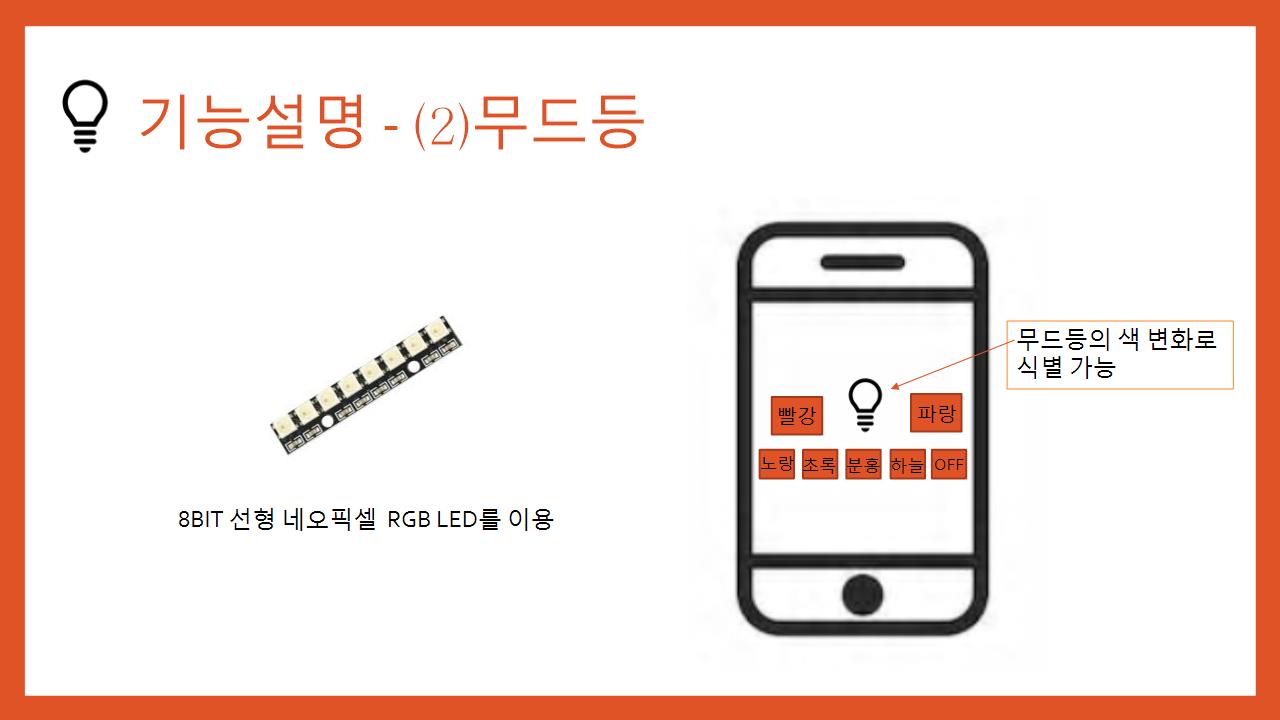 기능설명 - (2)무드등
무드등의 색 변화로
식별 가능
빨강
파랑
노랑 초록 분홍 하늘 OFF
8BIT 선형 네오픽셀 RGB LED를 이용